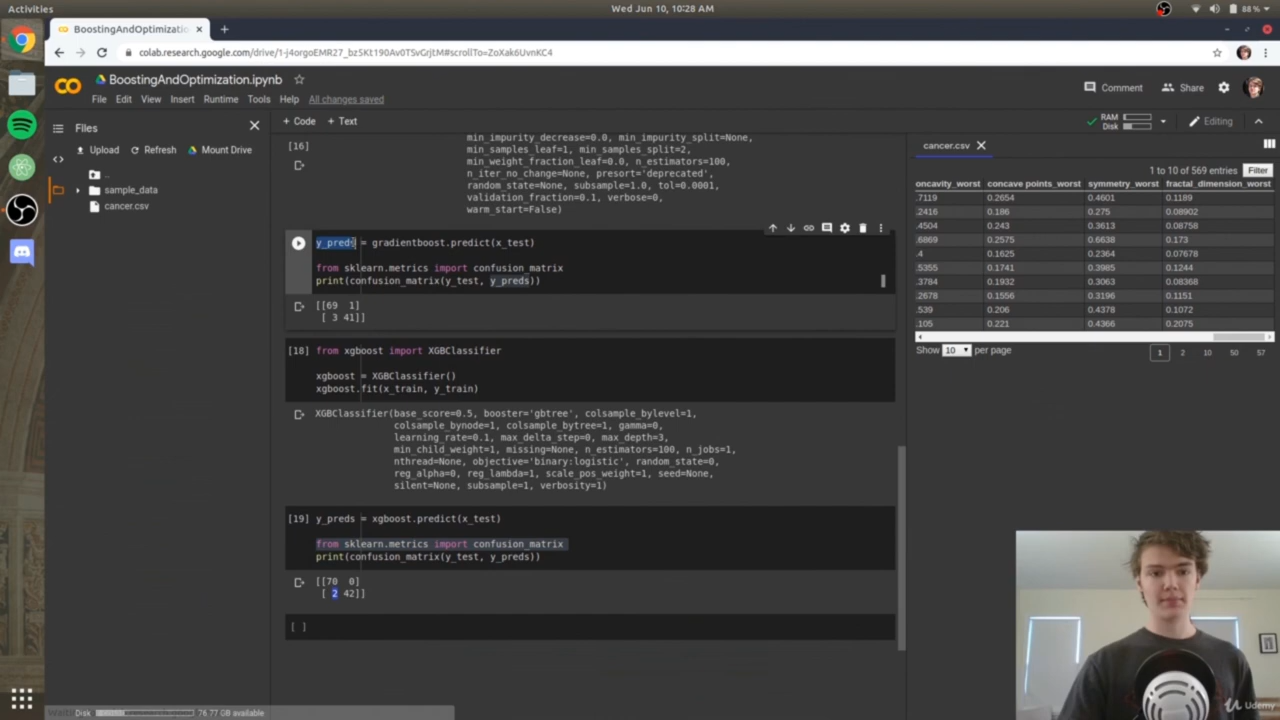 Activities
Wed Jun 10, 10:28 AM
88 %
BoostingAndOptimizatio
colab.research.google.com/drive/1-j4orgoEMR27_bz5Kt190Av0TSvGrjtM#scrollTo=ZoXak6UvnKC4
BoostingAndOptimization.ipynb
File Edit View Insert Runtime Tools Help All changes saved
Comment Share
+ Code + Text
RAM
Disk
Editing
Files
Upload Refresh Mount Drive
..
sample_data
cancer.csv
[16]
min_impurity_decrease=0.0, min_impurity_split=None,
min_samples_leaf=1, min_samples_split=2,
min_weight_fraction_leaf=0.0, n_estimators=100,
n_iter_no_change=None, presort='deprecated',
random_state=None, subsample=1.0, tol=0.0001,
validation_fraction=0.1, verbose=0,
warm_start=False)
y_preds = gradientboost.predict(x_test)
from sklearn.metrics import confusion_matrix
print(confusion_matrix(y_test, y_preds))
[[69 1]
[ 3 41]]
[18] from xgboost import XGBClassifier
xgboost = XGBClassifier()
xgboost.fit(x_train, y_train)
XGBClassifier(base_score=0.5, booster='gbtree', colsample_bylevel=1,
colsample_bynode=1, colsample_bytree=1, gamma=0,
learning_rate=0.1, max_delta_step=0, max_depth=3,
min_child_weight=1, missing=None, n_estimators=100, n_jobs=1,
nthread=None, objective='binary:logistic', random_state=0,
reg_alpha=0, reg_lambda=1, scale_pos_weight=1, seed=None,
silent=None, subsample=1, verbosity=1)
[19] y_preds = xgboost.predict(x_test)
from sklearn.metrics import confusion_matrix
print(confusion_matrix(y_test, y_preds))
[[70 0]
[ 2 42]]
[ ]
cancer.csv
1 to 10 of 569 entries Filter
oncavity_worst concave points_worst symmetry_worst fractal_dimension_worst
.7119 0.2654 0.4601 0.1189
.2416 0.186 0.275 0.08902
.4504 0.243 0.3613 0.08758
.6869 0.2575 0.6638 0.173
.4 0.1625 0.2364 0.07678
.5355 0.1741 0.3985 0.1244
.3784 0.1932 0.3063 0.08368
.2678 0.1556 0.3196 0.1151
.539 0.206 0.4378 0.1072
.105 0.221 0.4366 0.2075
Show 10 per page 1 2 10 50 57
Disk 76.77 GB available
Udemy